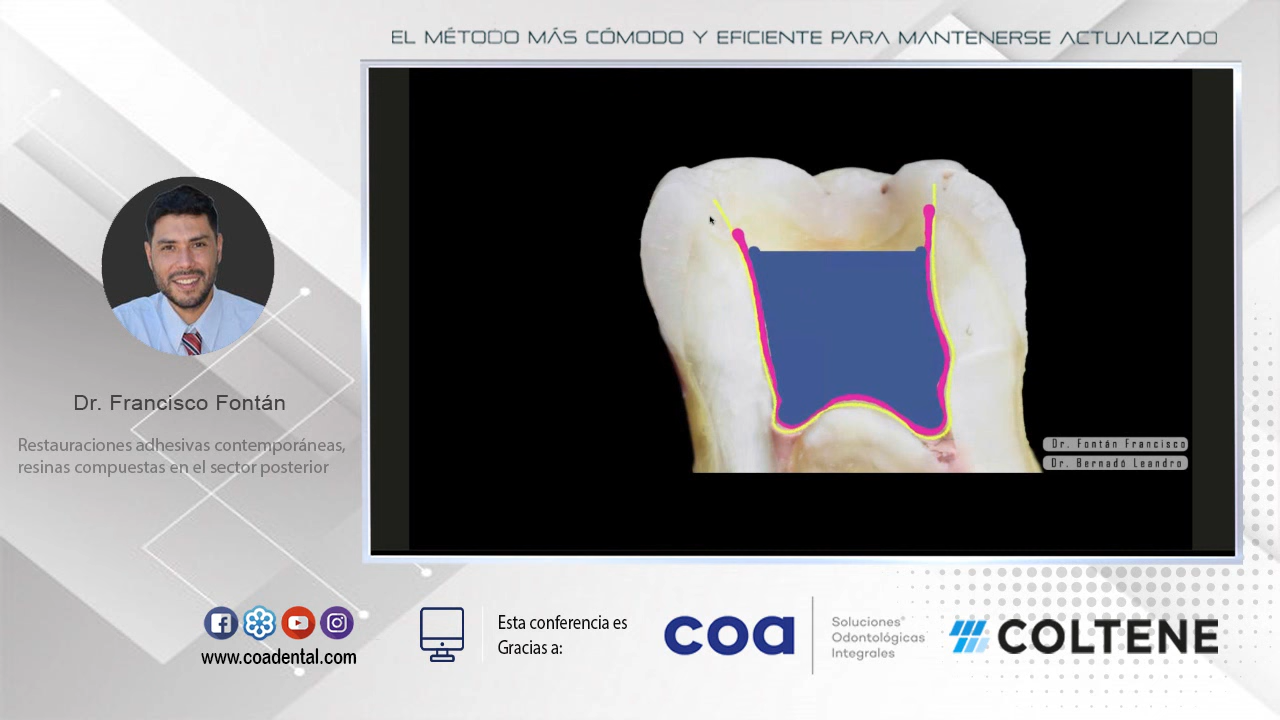 EL MÉTODO MÁS CÓMODO Y EFICIENTE PARA MANTENERSE ACTUALIZADO
Dr. Fontán Francisco
Dr. Bernadó Leandro
Dr. Francisco Fontán
Restauraciones adhesivas contemporáneas,
resinas compuestas en el sector posterior
www.coadental.com
Esta conferencia es
Gracias a:
coa
Soluciones®
Odontológicas
Integrales
COLTENE